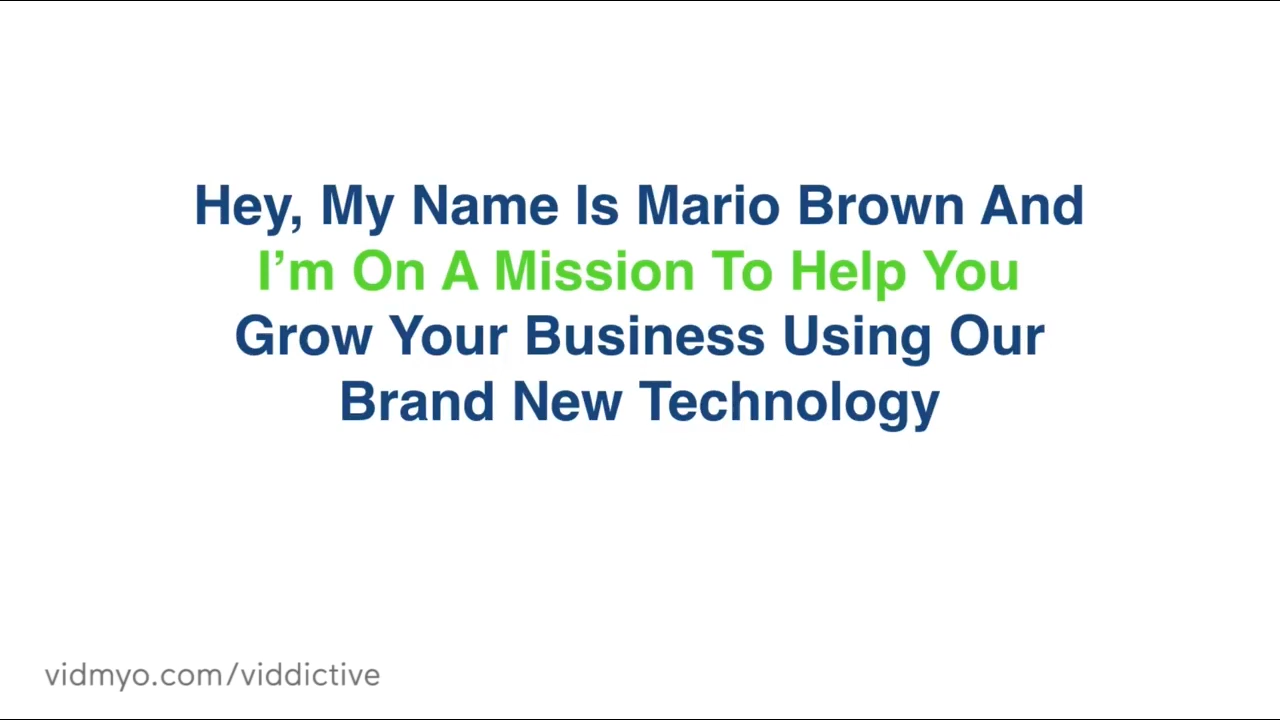 Hey, My Name Is Mario Brown And
I’m On A Mission To Help You
Grow Your Business Using Our
Brand New Technology
vidmyo.com/viddictive